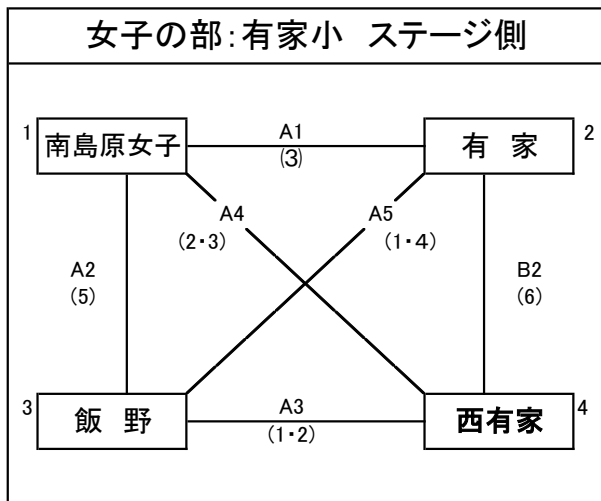 女子の部：有家小　ステージ側
1 南島原女子 A1 有　家 2
(3)
A4 A5
(2・3) (1・4)
A2 B2
(5) (6)
3 飯　野 A3 西有家 4
(1・2)